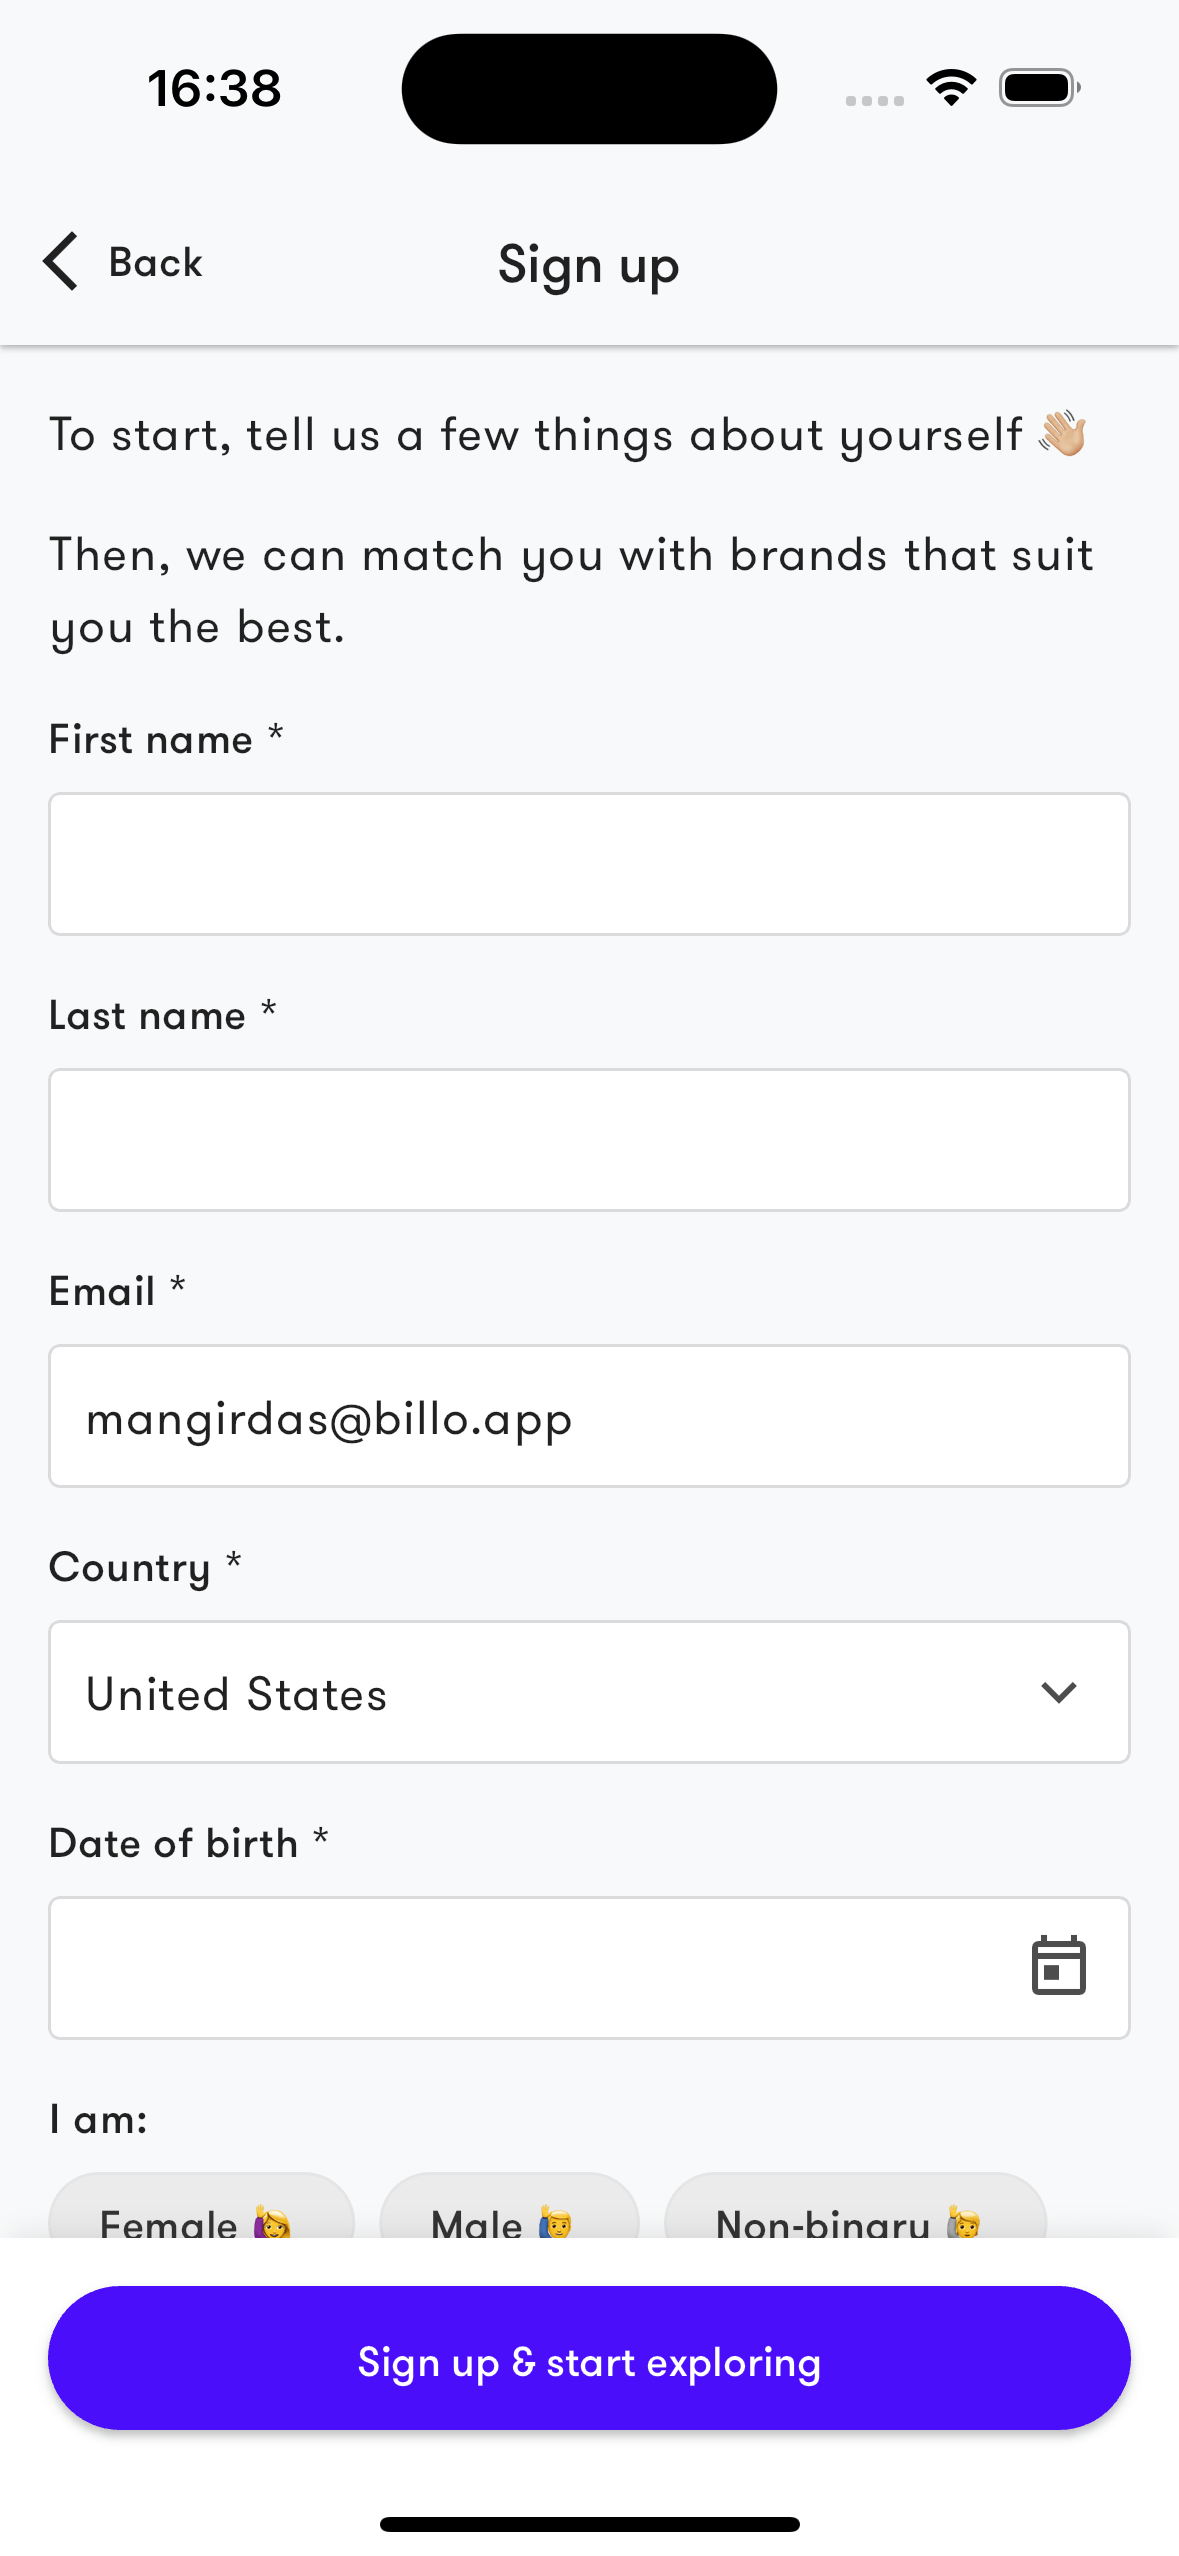 16:38
Back
Sign up
To start, tell us a few things about yourself 👋🏼
Then, we can match you with brands that suit
you the best.
First name *
Last name *
Email *
mangirdas@billo.app
Country *
United States
Date of birth *
I am:
Female 🙋‍♀️ Male 🙋‍♂️ Non-binary 🙋
Sign up & start exploring